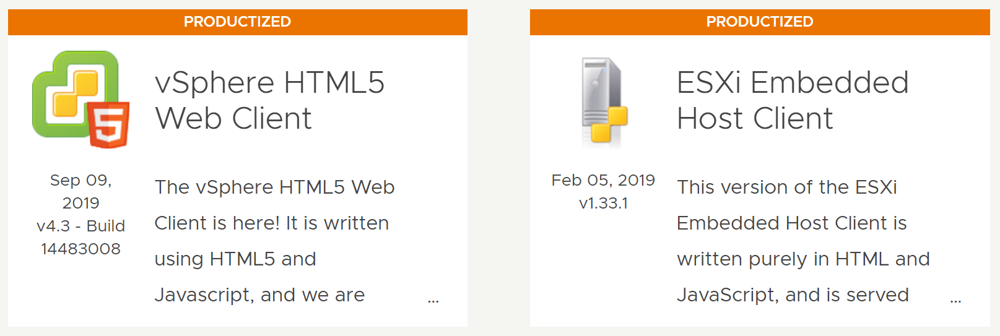 PRODUCTIZED
vSphere HTML5
Web Client
5
Sep 09,
2019
v4.3 - Build
14483008
The vSphere HTML5 Web
Client is here! It is written
using HTML5 and
Javascript, and we are
...
PRODUCTIZED
ESXi Embedded
Host Client
Feb 05, 2019
v1.33.1
This version of the ESXi
Embedded Host Client is
written purely in HTML and
JavaScript, and is served
...